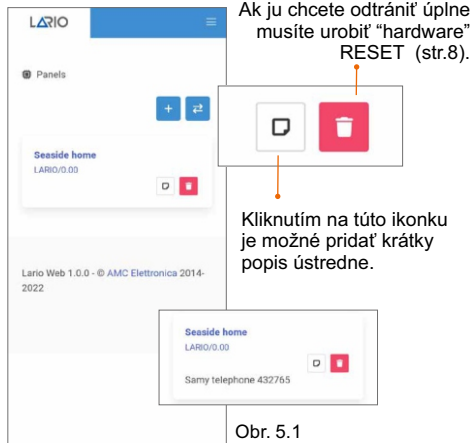 LARIO
Ak ju chcete odtrániť úplne
musíte urobiť “hardware”
RESET (str.8).
Panels
Seaside home
LARIO/0.00
Kliknutím na túto ikonku
je možné pridať krátky
popis ústredne.
Lario Web 1.0.0 - © AMC Elettronica 2014-
2022
Seaside home
LARIO/0.00
Samy telephone 432765
Obr. 5.1